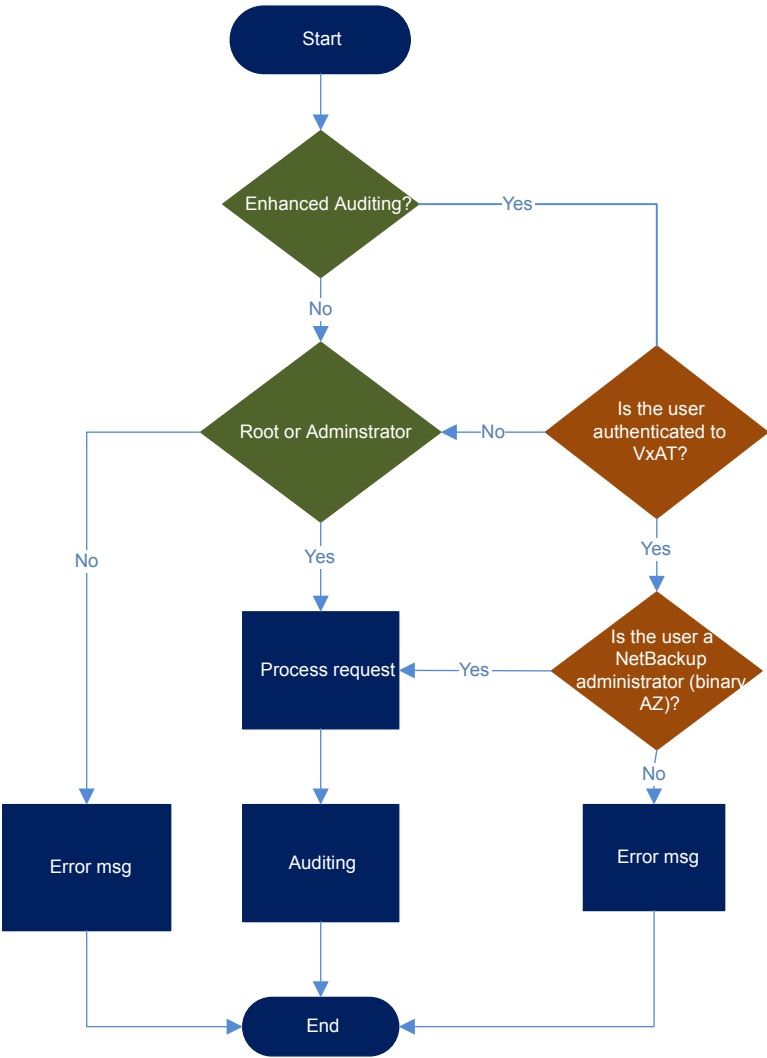 Start
Enhanced Auditing?
Yes
No
Root or Adminstrator
No
Is the user
authenticated to
VxAT?
No
Yes
Yes
Process request
Yes
Is the user a
NetBackup
administrator (binary
AZ)?
No
Error msg
Auditing
Error msg
End